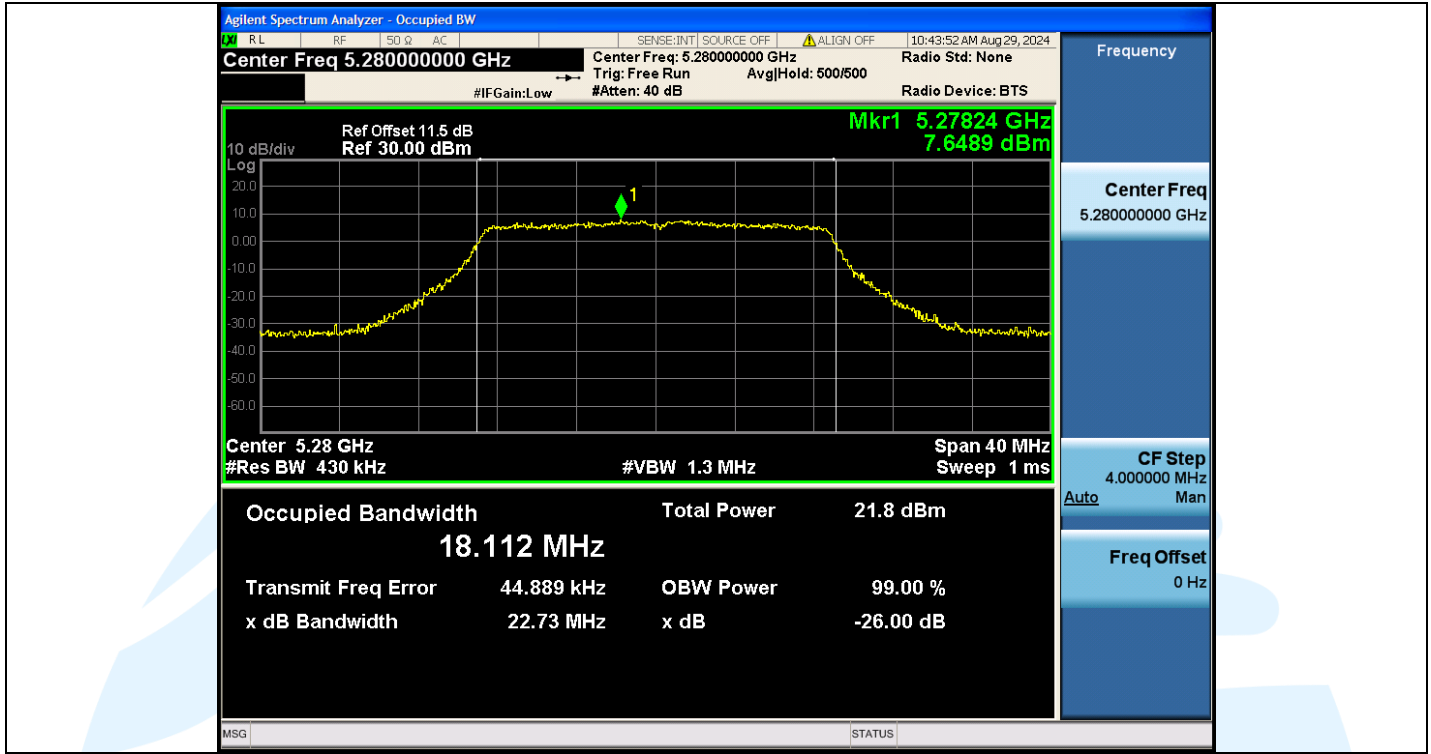 Agilent Spectrum Analyzer - Occupied BW
LXI RL RF 50 Ω AC SENSE:INT SOURCE OFF ALIGN OFF 10:43:52 AM Aug 29, 2024
Center Freq 5.280000000 GHz
Center Freq: 5.280000000 GHz Radio Std: None
Trig: Free Run Avg|Hold: 500/500
#IFGain:Low #Atten: 40 dB Radio Device: BTS
Mkr1 5.27824 GHz
7.6489 dBm
Ref Offset 11.5 dB
10 dB/div Ref 30.00 dBm
Log
20.0
1
10.0
0.00
-10.0
-20.0
-30.0
-40.0
-50.0
-60.0
Center 5.28 GHz Span 40 MHz
#Res BW 430 kHz #VBW 1.3 MHz Sweep 1 ms
Occupied Bandwidth Total Power 21.8 dBm
18.112 MHz
Transmit Freq Error 44.889 kHz OBW Power 99.00 %
x dB Bandwidth 22.73 MHz x dB -26.00 dB
Frequency
Center Freq
5.280000000 GHz
CF Step
4.000000 MHz
Auto Man
Freq Offset
0 Hz
MSG STATUS